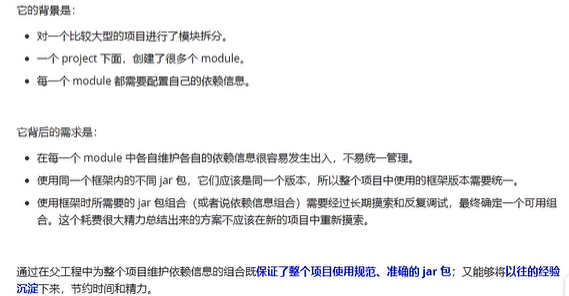 它的背景是：
对一个比较大型的项目进行了模块拆分。
一个 project 下面，创建了很多个 module。
每一个 module 都需要配置自己的依赖信息。
它背后的需求是：
在每一个 module 中各自维护各自的依赖信息很容易发生出入，不易统一管理。
使用同一个框架内的不同 jar 包，它们应该是同一个版本，所以整个项目中使用的框架版本需要统一。
使用框架时所需要的 jar 包组合（或者说依赖信息组合）需要经过长期摸索和反复调试，最终确定一个可用组
合。这个耗费很大精力总结出来的方案不应该在新的项目中重新摸索。
通过在父工程中为整个项目维护依赖信息的组合既保证了整个项目使用规范、准确的 jar 包；又能够将以往的经验
沉淀下来，节约时间和精力。